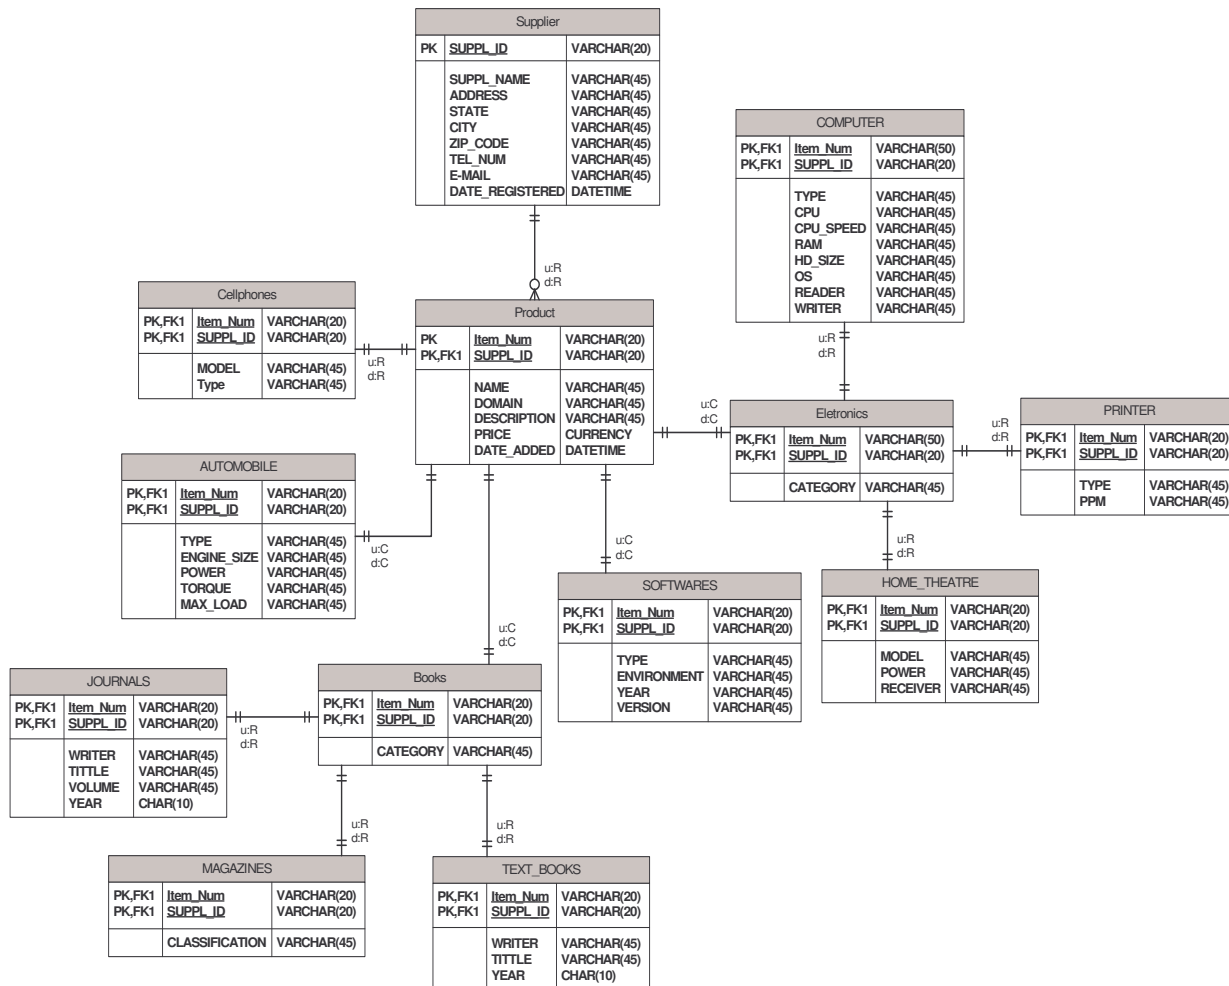 Supplier
PK SUPPL_ID VARCHAR(20)
SUPPL_NAME VARCHAR(45)
ADDRESS VARCHAR(45)
STATE VARCHAR(45)
CITY VARCHAR(45)
ZIP_CODE VARCHAR(45)
TEL_NUM VARCHAR(45)
E-MAIL VARCHAR(45)
DATE_REGISTERED DATETIME
u:R
d:R
COMPUTER
PK,FK1 Item_Num VARCHAR(50)
PK,FK1 SUPPL_ID VARCHAR(20)
TYPE VARCHAR(45)
CPU VARCHAR(45)
CPU_SPEED VARCHAR(45)
RAM VARCHAR(45)
HD_SIZE VARCHAR(45)
OS VARCHAR(45)
READER VARCHAR(45)
WRITER VARCHAR(45)
u:R
d:R
Cellphones
PK,FK1 Item_Num VARCHAR(20)
PK,FK1 SUPPL_ID VARCHAR(20)
MODEL VARCHAR(45)
Type VARCHAR(45)
u:R
d:R
Product
PK Item_Num VARCHAR(20)
PK,FK1 SUPPL_ID VARCHAR(20)
NAME VARCHAR(45)
DOMAIN VARCHAR(45)
DESCRIPTION VARCHAR(45)
PRICE CURRENCY
DATE_ADDED DATETIME
u:C
d:C
Eletronics
PK,FK1 Item_Num VARCHAR(50)
PK,FK1 SUPPL_ID VARCHAR(20)
CATEGORY VARCHAR(45)
u:R
d:R
PRINTER
PK,FK1 Item_Num VARCHAR(20)
PK,FK1 SUPPL_ID VARCHAR(20)
TYPE VARCHAR(45)
PPM VARCHAR(45)
AUTOMOBILE
PK,FK1 Item_Num VARCHAR(20)
PK,FK1 SUPPL_ID VARCHAR(20)
TYPE VARCHAR(45)
ENGINE_SIZE VARCHAR(45)
POWER VARCHAR(45)
TORQUE VARCHAR(45)
MAX_LOAD VARCHAR(45)
u:C
d:C
u:C
d:C
SOFTWARES
PK,FK1 Item_Num VARCHAR(20)
PK,FK1 SUPPL_ID VARCHAR(20)
TYPE VARCHAR(45)
ENVIRONMENT VARCHAR(45)
YEAR VARCHAR(45)
VERSION VARCHAR(45)
u:R
d:R
HOME_THEATRE
PK,FK1 Item_Num VARCHAR(20)
PK,FK1 SUPPL_ID VARCHAR(20)
MODEL VARCHAR(45)
POWER VARCHAR(45)
RECEIVER VARCHAR(45)
u:C
d:C
JOURNALS
PK,FK1 Item_Num VARCHAR(20)
PK,FK1 SUPPL_ID VARCHAR(20)
WRITER VARCHAR(45)
TITTLE VARCHAR(45)
VOLUME VARCHAR(45)
YEAR CHAR(10)
u:R
d:R
Books
PK,FK1 Item_Num VARCHAR(20)
PK,FK1 SUPPL_ID VARCHAR(20)
CATEGORY VARCHAR(45)
u:R
d:R
u:R
d:R
MAGAZINES
PK,FK1 Item_Num VARCHAR(20)
PK,FK1 SUPPL_ID VARCHAR(20)
CLASSIFICATION VARCHAR(45)
TEXT_BOOKS
PK,FK1 Item_Num VARCHAR(20)
PK,FK1 SUPPL_ID VARCHAR(20)
WRITER VARCHAR(45)
TITTLE VARCHAR(45)
YEAR CHAR(10)